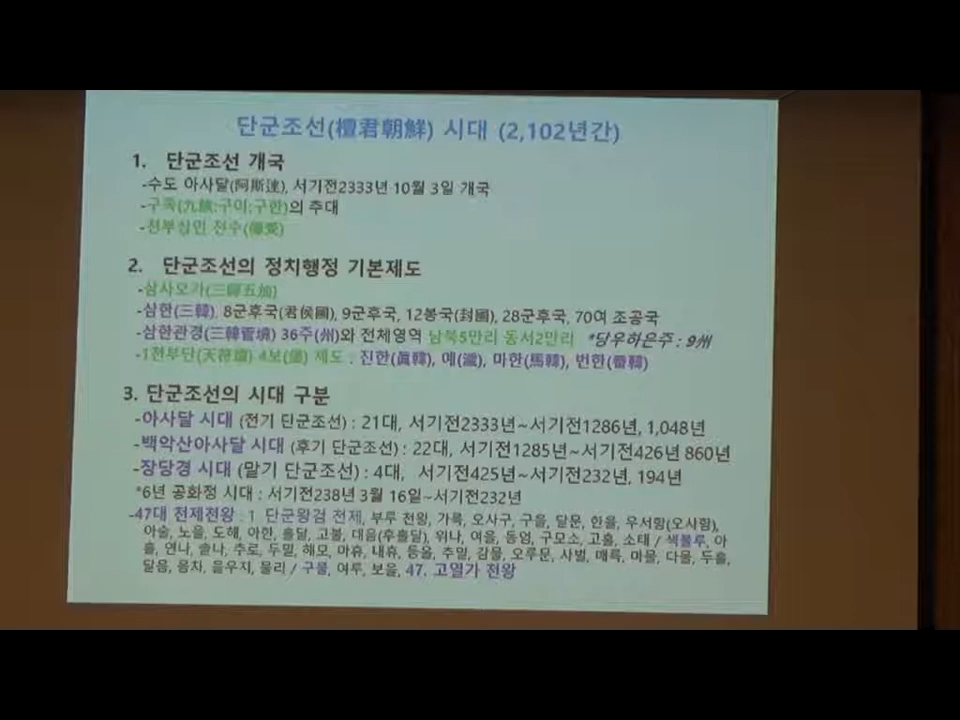 단군조선(檀君朝鮮) 시대 (2,102년간)
1. 단군조선 개국
-수도 아사달(阿斯達), 서기전2333년 10월 3일 개국
-구족(九族:구이:구한)의 추대
-천부삼인 전수(傳受)
2. 단군조선의 정치행정 기본제도
-삼사오가(三師五加)
-삼한(三韓), 8군후국(君侯國), 9군후국, 12봉국(封國), 28군후국, 70여 조공국
-삼한관경(三韓管境) 36주(州)와 전체영역 남북5만리 동서2만리 *당우하은주 : 9州
-1천부단(天符壇) 4보(堡) 제도 : 진한(眞韓), 예(濊), 마한(馬韓), 번한(番韓)
3. 단군조선의 시대 구분
-아사달 시대 (전기 단군조선) : 21대, 서기전2333년~서기전1286년, 1,048년
-백악산아사달 시대 (후기 단군조선) : 22대, 서기전1285년~서기전426년 860년
-장당경 시대 (말기 단군조선) : 4대, 서기전425년~서기전232년, 194년
*6년 공화정 시대 : 서기전238년 3월 16일~서기전232년
-47대 천제천왕 : 1 단군왕검 천제, 부루 천왕, 가륵, 오사구, 구을, 달문, 한율, 우서함(오사함),
아술, 노을, 도해, 아한, 흘달, 고불, 대음(후흘달), 위나, 여을, 동엄, 구모소, 고흘, 소태 / 색불루, 아
흘, 연나, 솔나, 추로, 두밀, 해모, 마휴, 내휴, 등올, 추밀, 감물, 오루문, 사벌, 매륵, 마물, 다물, 두홀,
달음, 음차, 을우지, 물리 / 구물, 여루, 보을, 47. 고열가 천왕